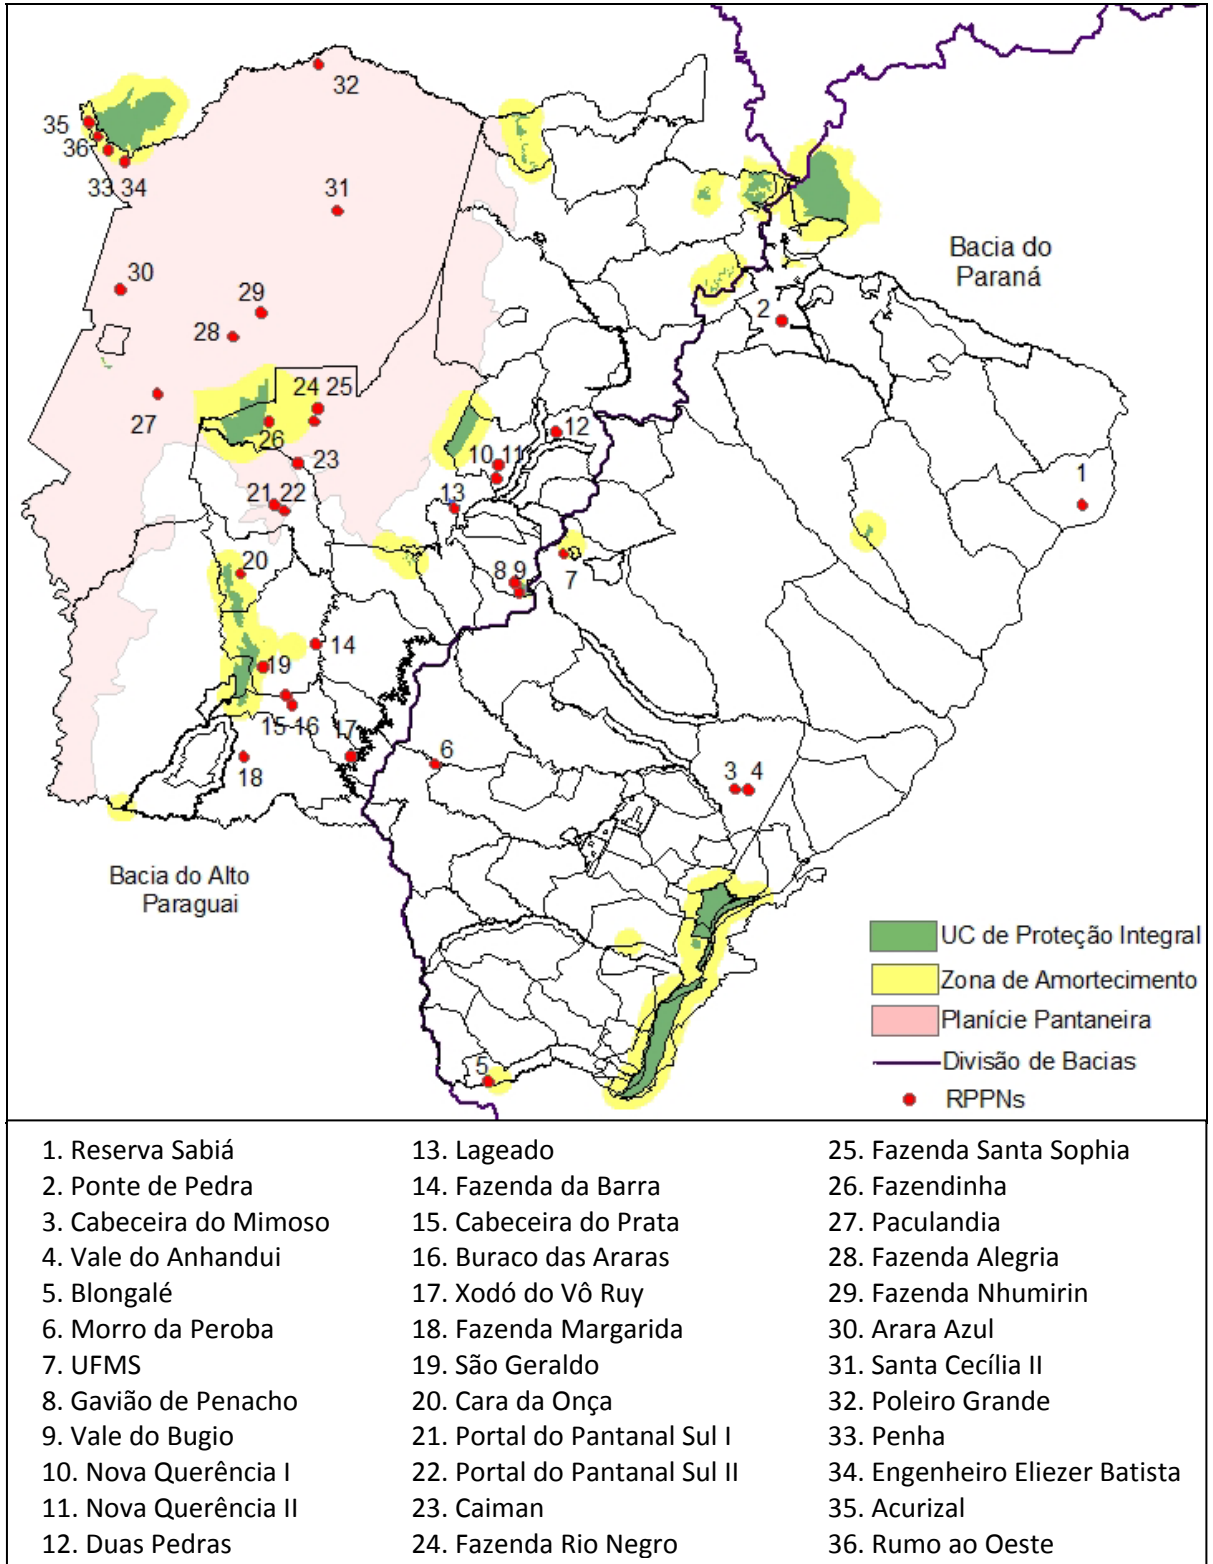 32
35
36
33 34
31
30
29
28
27
24 25
26
23
21 22
20
19
14
15 16
17
18
13
10 11
12
8 9
7
6
5
3 4
2
1
Bacia do
Paraná
Bacia do Alto
Paraguai
UC de Proteção Integral
Zona de Amortecimento
Planície Pantaneira
Divisão de Bacias
RPPNs
1. Reserva Sabiá
2. Ponte de Pedra
3. Cabeceira do Mimoso
4. Vale do Anhandui
5. Blongalé
6. Morro da Peroba
7. UFMS
8. Gavião de Penacho
9. Vale do Bugio
10. Nova Querência I
11. Nova Querência II
12. Duas Pedras
13. Lageado
14. Fazenda da Barra
15. Cabeceira do Prata
16. Buraco das Araras
17. Xodó do Vô Ruy
18. Fazenda Margarida
19. São Geraldo
20. Cara da Onça
21. Portal do Pantanal Sul I
22. Portal do Pantanal Sul II
23. Caiman
24. Fazenda Rio Negro
25. Fazenda Santa Sophia
26. Fazendinha
27. Paculandia
28. Fazenda Alegria
29. Fazenda Nhumirin
30. Arara Azul
31. Santa Cecília II
32. Poleiro Grande
33. Penha
34. Engenheiro Eliezer Batista
35. Acurizal
36. Rumo ao Oeste